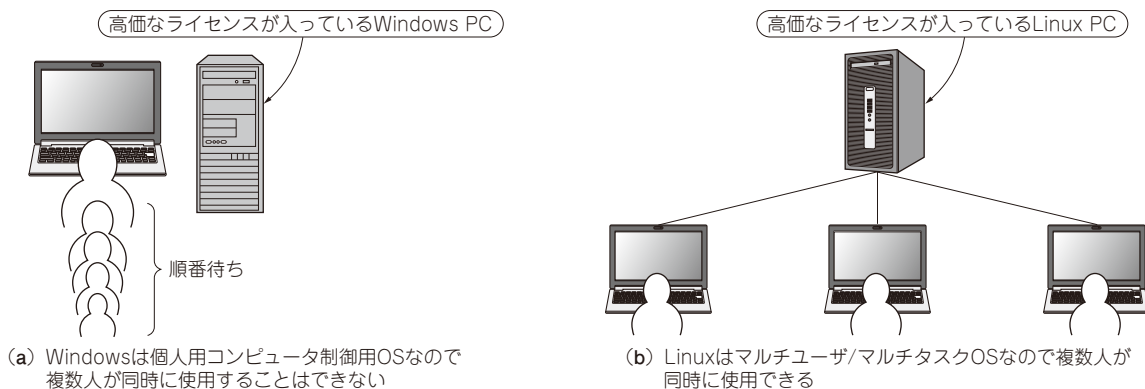 高価なライセンスが入っているWindows PC
順番待ち
(a) Windowsは個人用コンピュータ制御用OSなので
複数人が同時に使用することはできない
高価なライセンスが入っているLinux PC
(b) Linuxはマルチユーザ/マルチタスクOSなので複数人が
同時に使用できる